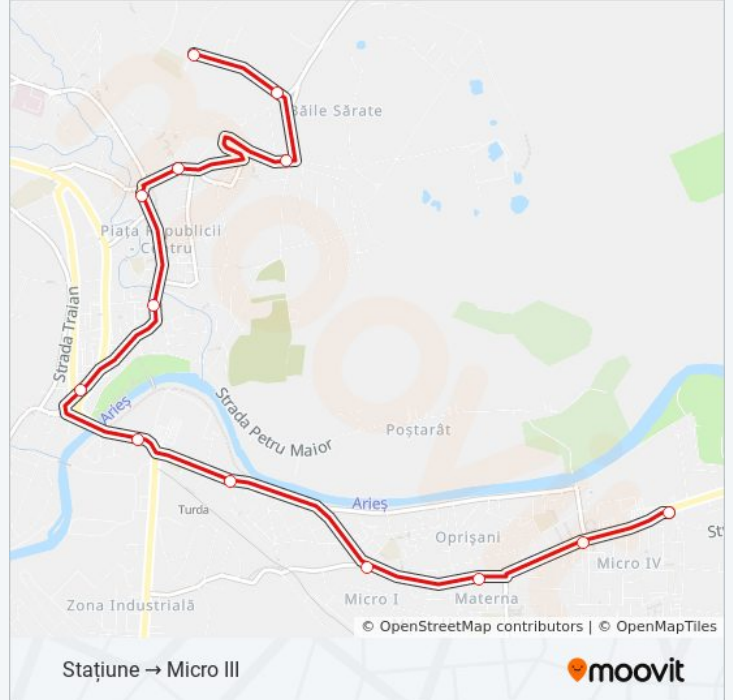 Băile Sărate
Piața Republicii
- Centru
Strada Traian
Arieș
Strada Petru Maior
Poștarât
Arieș
Turda
Oprișani
Micro IV
Zona Industrială
Micro I
Materna
© OpenStreetMap contributors | © OpenMapTiles
Stațiune → Micro III
moovit